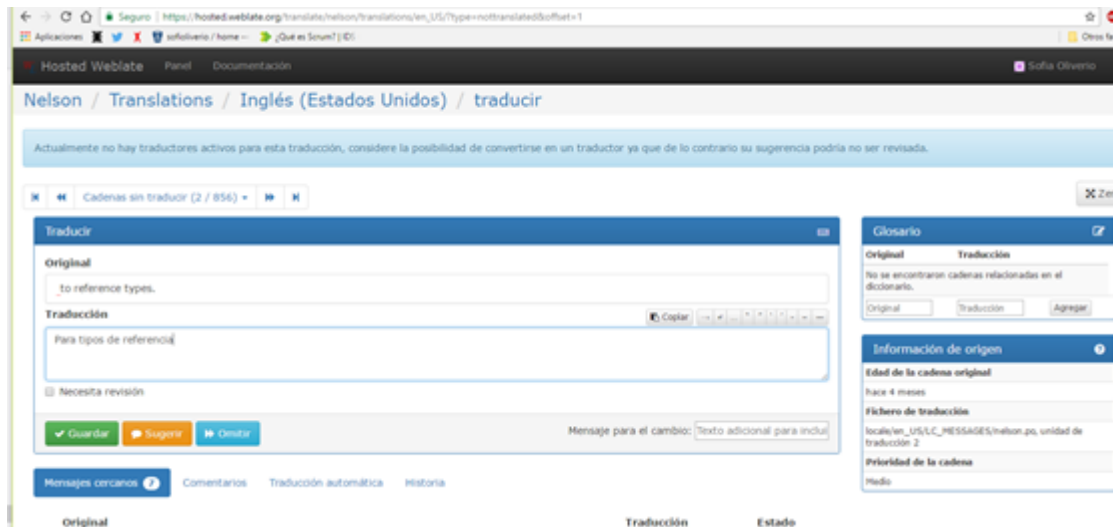 Seguro | https://hosted.weblate.org/translate/nelson/translations/en_US/?type=nottranslated&offset=1
Aplicaciones sofioliverio / home — ¿Qué es Scrum? | IDS Otros fa
Hosted Weblate Panel Documentación Sofia Oliverio
Nelson / Translations / Inglés (Estados Unidos) / traducir
Actualmente no hay traductores activos para esta traducción, considere la posibilidad de convertirse en un traductor ya que de lo contrario su sugerencia podría no ser revisada.
Cadenas sin traducir (2 / 856) Zen
Traducir
Original
to reference types.
Traducción Copiar
Para tipos de referencia
Necesita revisión
Guardar Sugerir Omitir Mensaje para el cambio: Texto adicional para inclui
Mensajes cercanos 7 Comentarios Traducción automática Historia
Original Traducción Estado
Glosario
Original Traducción
No se encontraron cadenas relacionadas en el
diccionario.
Original Traducción Agregar
Información de origen
Edad de la cadena original
hace 4 meses
Fichero de traducción
locale/en_US/LC_MESSAGES/nelson.po, unidad de
traducción 2
Prioridad de la cadena
Medio